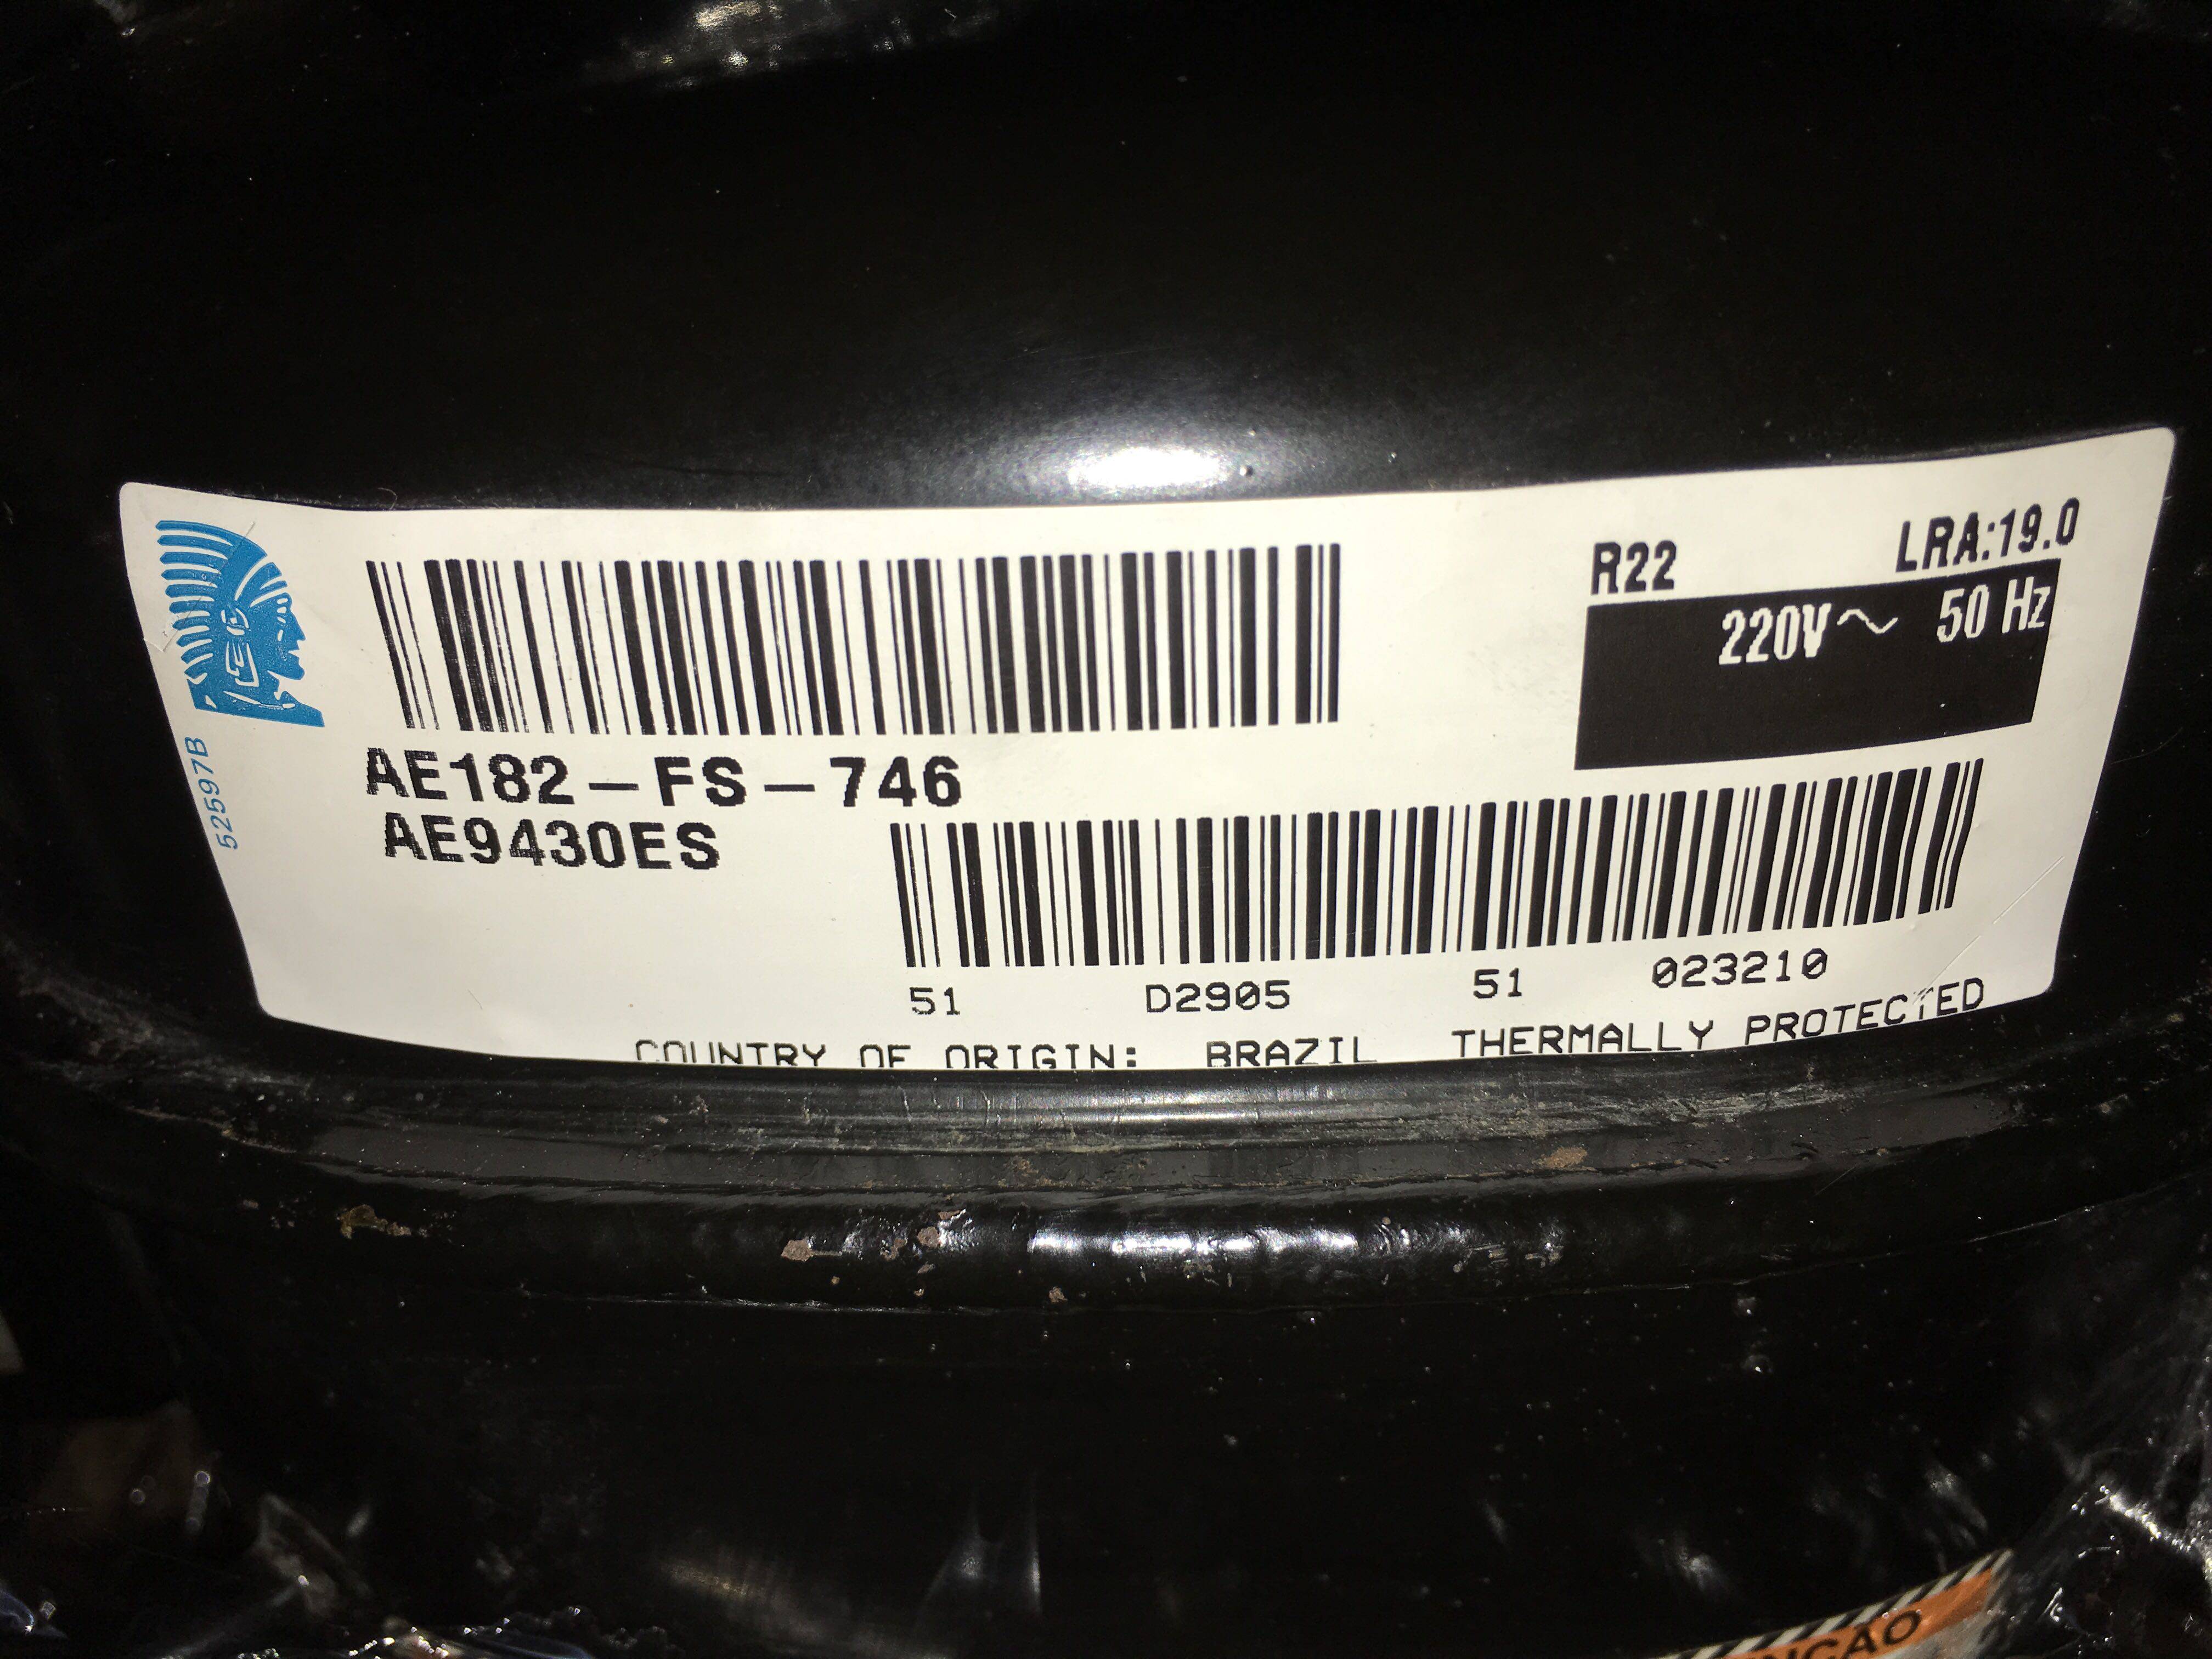 R22 LRA:19.0
220V~ 50 Hz
525597B
AE182-FS-746
AE9430ES
51 D2905 51 023210
COUNTRY OF ORIGIN: BRAZIL THERMALLY PROTECTED